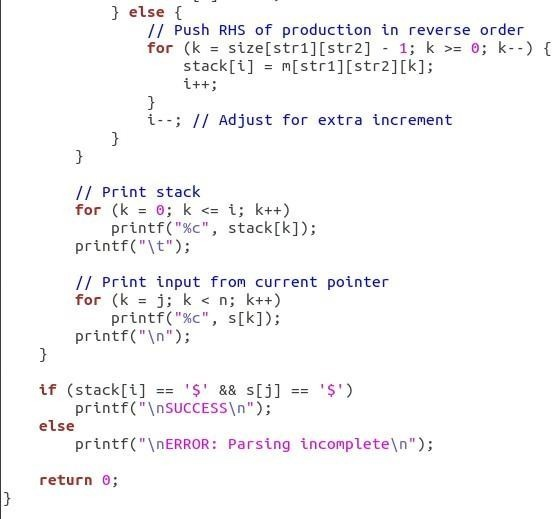 } else {
                // Push RHS of production in reverse order
                for (k = size[str1][str2] - 1; k >= 0; k--) {
                    stack[i] = m[str1][str2][k];
                    i++;
                }
                i--; // Adjust for extra increment
            }
        }

        // Print stack
        for (k = 0; k <= i; k++)
            printf("%c", stack[k]);
        printf("\t");

        // Print input from current pointer
        for (k = j; k < n; k++)
            printf("%c", s[k]);
        printf("\n");
    }

    if (stack[i] == '$' && s[j] == '$')
        printf("\nSUCCESS\n");
    else
        printf("\nERROR: Parsing incomplete\n");

    return 0;
}